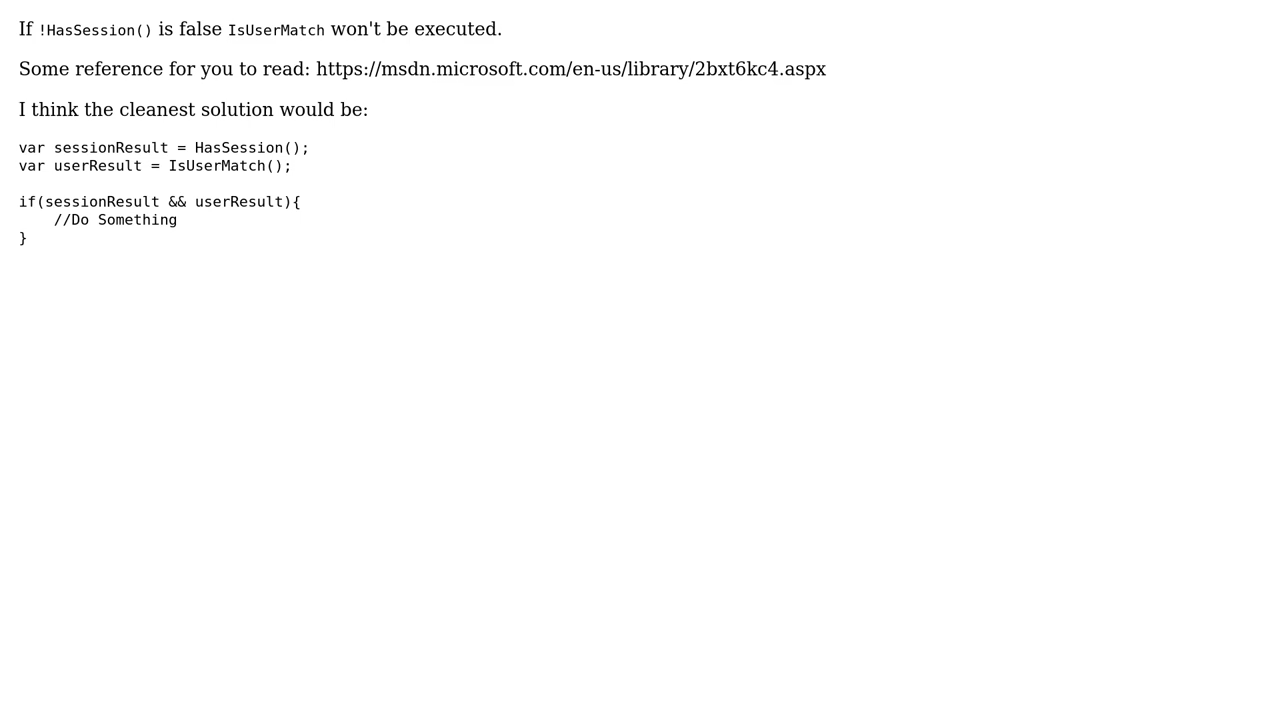 If !HasSession() is false IsUserMatch won't be executed.
Some reference for you to read: https://msdn.microsoft.com/en-us/library/2bxt6kc4.aspx
I think the cleanest solution would be:
var sessionResult = HasSession();
var userResult = IsUserMatch();

if(sessionResult && userResult){
    //Do Something
}